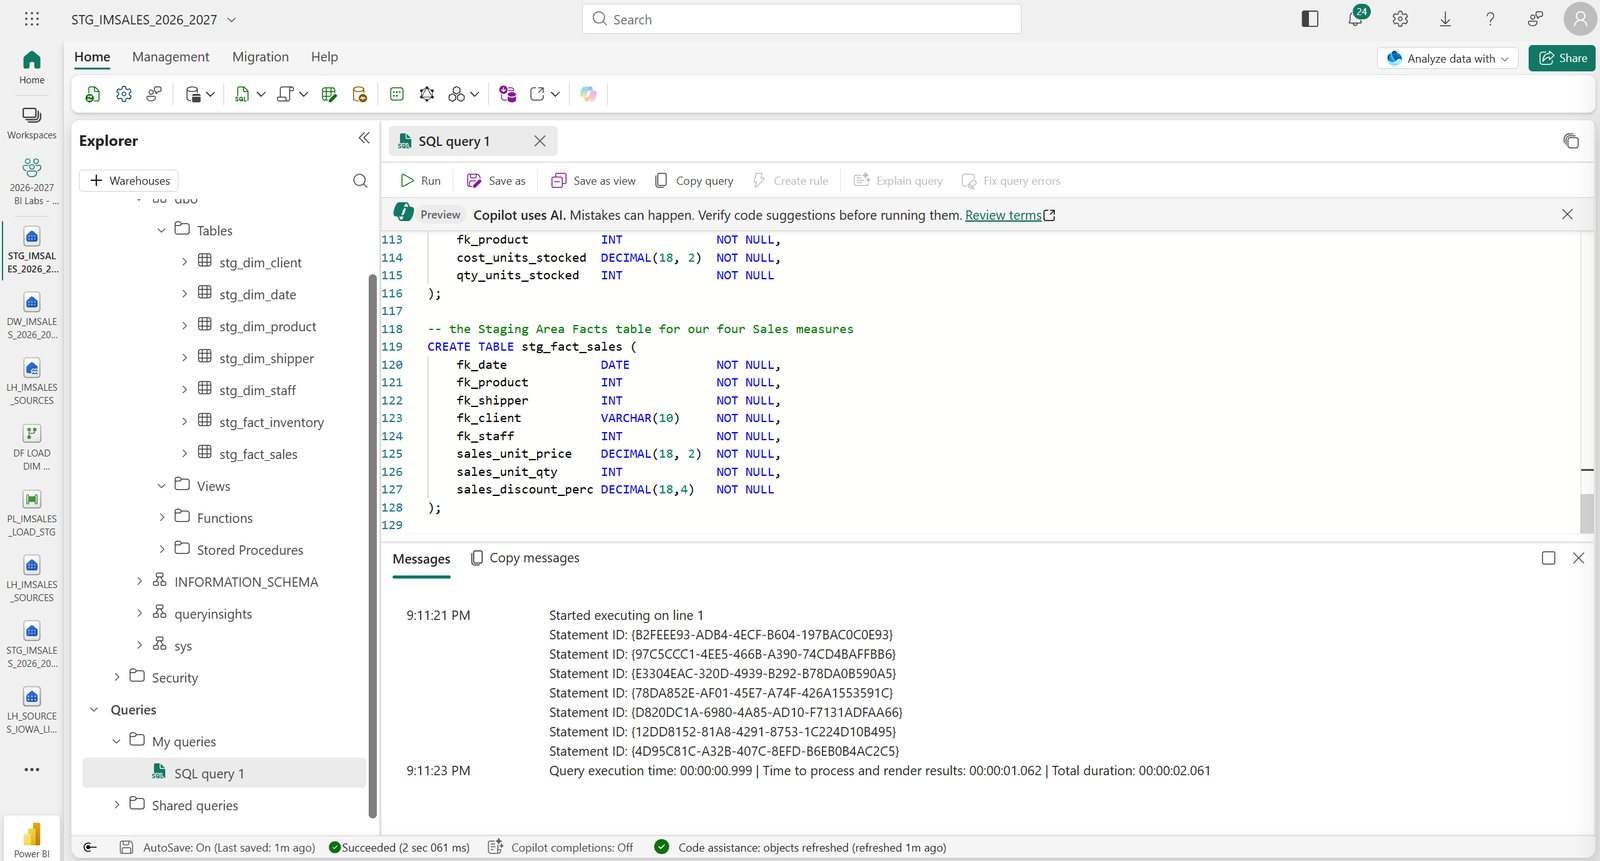 STG_IMSALES_2026_2027
Search
24
Home Management Migration Help
Analyze data with
Share
Home
Workspaces
2026-2027
BI Labs - ...
STG_IMSAL
ES_2026_2...
DW_IMSALE
S_2026_20...
LH_IMSALES
_SOURCES
DF LOAD
DIM ...
PL_IMSALES
_LOAD_STG
LH_IMSALES
_SOURCES
STG_IMSALE
S_2026_20...
LH_SOURCE
S_IOWA_LI...
Power BI
Explorer
Warehouses
dbo
Tables
stg_dim_client
stg_dim_date
stg_dim_product
stg_dim_shipper
stg_dim_staff
stg_fact_inventory
stg_fact_sales
Views
Functions
Stored Procedures
INFORMATION_SCHEMA
queryinsights
sys
Security
Queries
My queries
SQL query 1
Shared queries
SQL query 1
Run Save as Save as view Copy query Create rule Explain query Fix query errors
Preview Copilot uses AI. Mistakes can happen. Verify code suggestions before running them. Review terms
113 fk_product INT NOT NULL,
114 cost_units_stocked DECIMAL(18, 2) NOT NULL,
115 qty_units_stocked INT NOT NULL
116 );
117
118 -- the Staging Area Facts table for our four Sales measures
119 CREATE TABLE stg_fact_sales (
120 fk_date DATE NOT NULL,
121 fk_product INT NOT NULL,
122 fk_shipper INT NOT NULL,
123 fk_client VARCHAR(10) NOT NULL,
124 fk_staff INT NOT NULL,
125 sales_unit_price DECIMAL(18, 2) NOT NULL,
126 sales_unit_qty INT NOT NULL,
127 sales_discount_perc DECIMAL(18,4) NOT NULL
128 );
129
Messages Copy messages
9:11:21 PM Started executing on line 1
Statement ID: {B2FEEE93-ADB4-4ECF-B604-197BAC0C0E93}
Statement ID: {97C5CCC1-4EE5-466B-A390-74CD4BAFFBB6}
Statement ID: {E3304EAC-320D-4939-B292-B78DA0B590A5}
Statement ID: {78DA852E-AF01-45E7-A74F-426A1553591C}
Statement ID: {D820DC1A-6980-4A85-AD10-F7131ADFAA66}
Statement ID: {12DD8152-81A8-4291-8753-1C224D10B495}
Statement ID: {4D95C81C-A32B-407C-8EFD-B6EB0B4AC2C5}
9:11:23 PM Query execution time: 00:00:00.999 | Time to process and render results: 00:00:01.062 | Total duration: 00:00:02.061
AutoSave: On (Last saved: 1m ago) Succeeded (2 sec 061 ms) Copilot completions: Off Code assistance: objects refreshed (refreshed 1m ago)